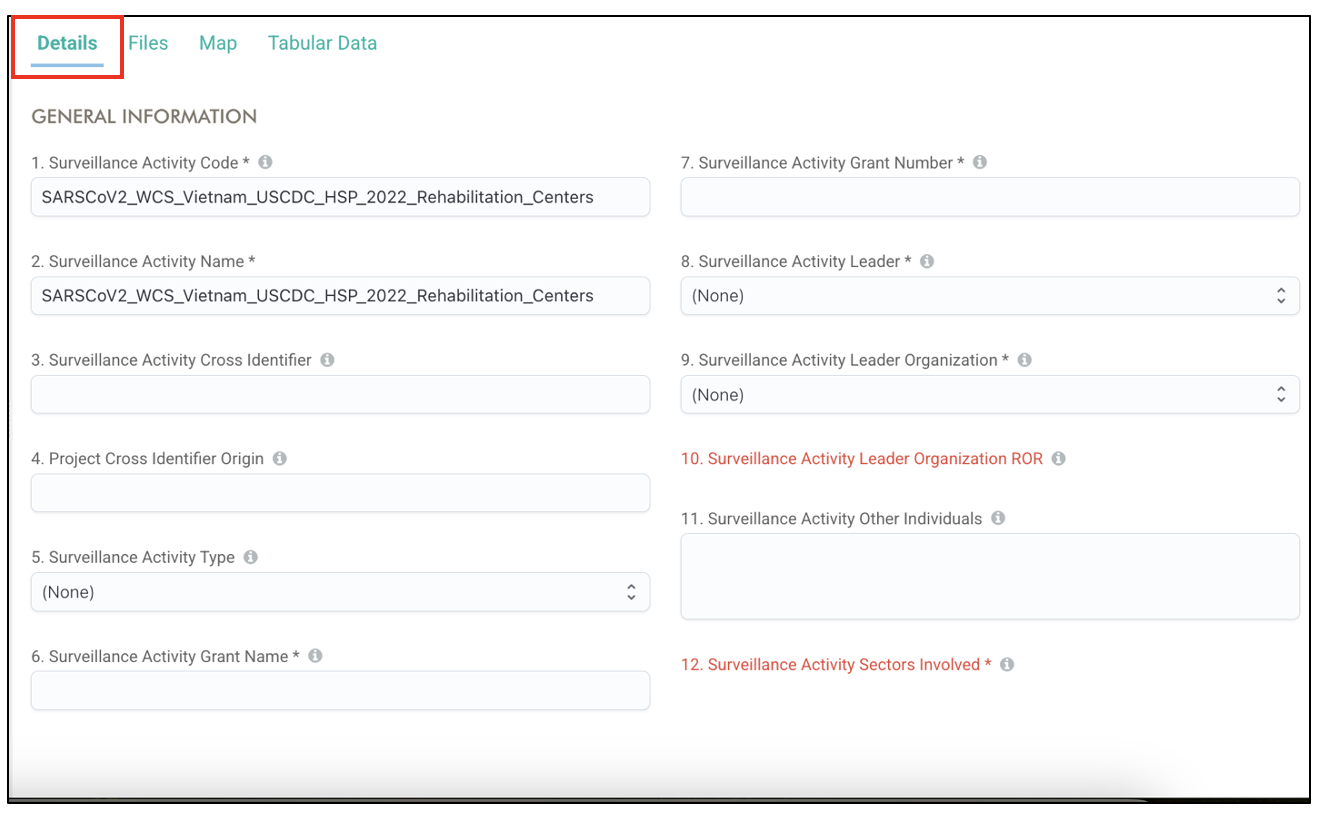 Details Files Map Tabular Data
GENERAL INFORMATION
1. Surveillance Activity Code *
SARSCoV2_WCS_Vietnam_USCDC_HSP_2022_Rehabilitation_Centers
2. Surveillance Activity Name *
SARSCoV2_WCS_Vietnam_USCDC_HSP_2022_Rehabilitation_Centers
3. Surveillance Activity Cross Identifier
4. Project Cross Identifier Origin
5. Surveillance Activity Type
(None)
6. Surveillance Activity Grant Name *
7. Surveillance Activity Grant Number *
8. Surveillance Activity Leader *
(None)
9. Surveillance Activity Leader Organization *
(None)
10. Surveillance Activity Leader Organization ROR
11. Surveillance Activity Other Individuals
12. Surveillance Activity Sectors Involved *